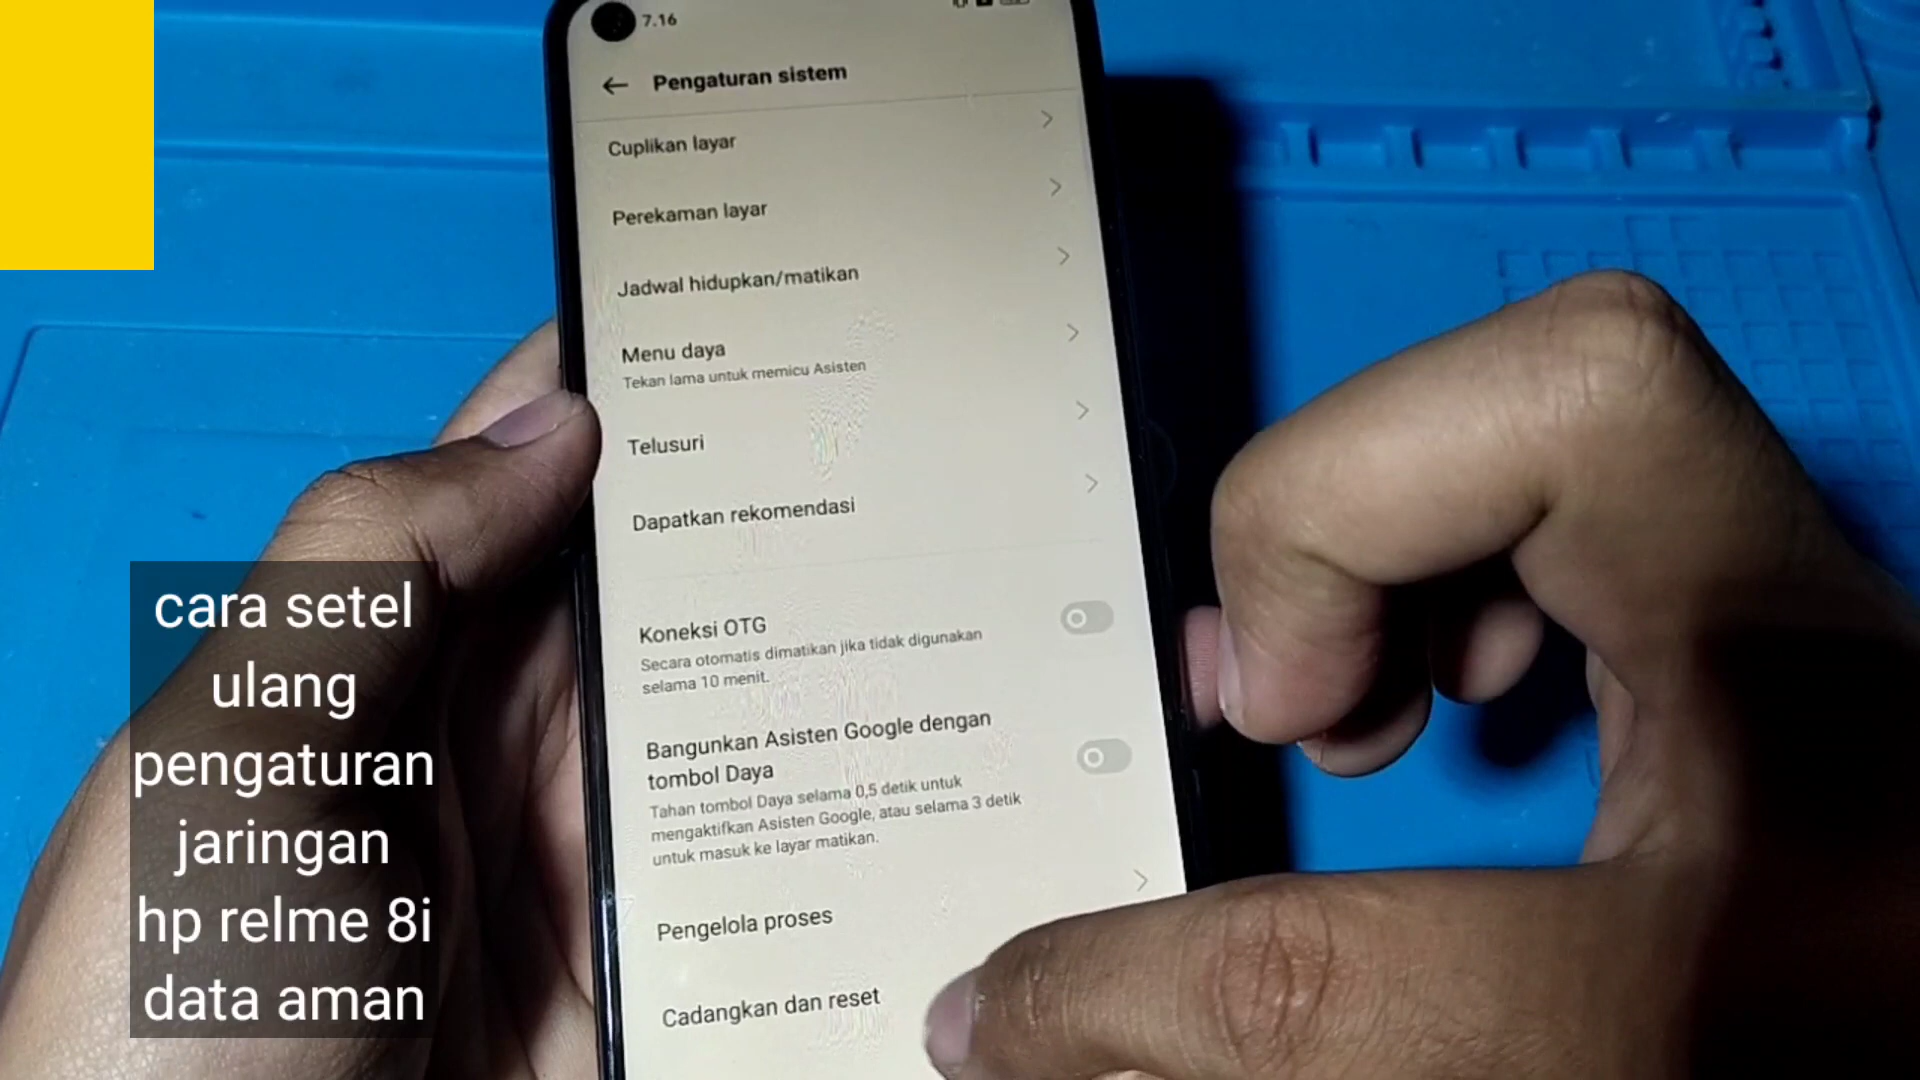 7.16
Pengaturan sistem
Cuplikan layar
Perekaman layar
Jadwal hidupkan/matikan
Menu daya
Tekan lama untuk memicu Asisten
Telusuri
Dapatkan rekomendasi
Koneksi OTG
Secara otomatis dimatikan jika tidak digunakan
selama 10 menit.
Bangunkan Asisten Google dengan
tombol Daya
Tahan tombol Daya selama 0,5 detik untuk
mengaktifkan Asisten Google, atau selama 3 detik
untuk masuk ke layar matikan.
Pengelola proses
Cadangkan dan reset
cara setel
ulang
pengaturan
jaringan
hp relme 8i
data aman